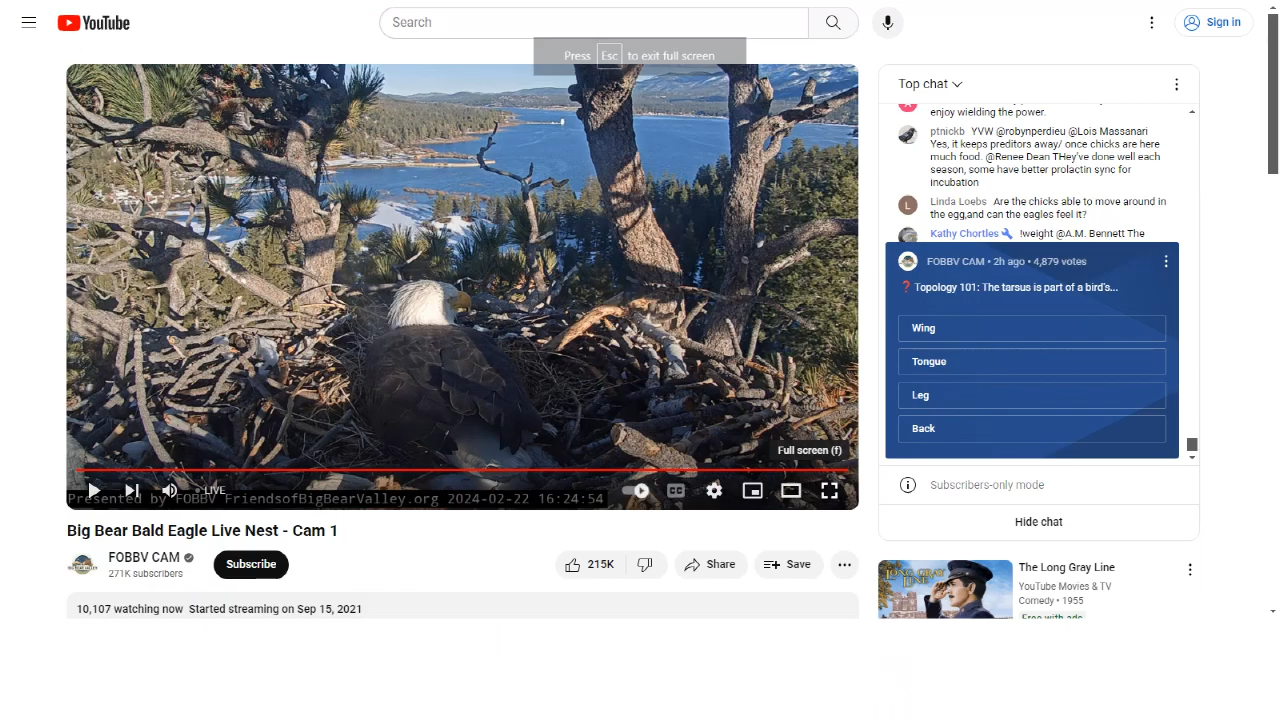 YouTube
Search
Sign in
Press Esc to exit full screen
Full screen (f)
LIVE
Presented by FOBBV FriendsofBigBearValley.org 2024-02-22 16:24:54
Big Bear Bald Eagle Live Nest - Cam 1
FOBBV CAM
271K subscribers
Subscribe
215K
Share
Save
10,107 watching now Started streaming on Sep 15, 2021
Top chat
enjoy wielding the power.
ptnickb YVW @robynperdieu @Lois Massanari
Yes, it keeps preditors away/ once chicks are here
much food. @Renee Dean THey've done well each
season, some have better prolactin sync for
incubation
Linda Loebs Are the chicks able to move around in
the egg,and can the eagles feel it?
Kathy Chortles !weight @A.M. Bennett The
FOBBV CAM • 2h ago • 4,879 votes
❓Topology 101: The tarsus is part of a bird's...
Wing
Tongue
Leg
Back
Subscribers-only mode
Hide chat
LONG GRAY
LINE
The Long Gray Line
YouTube Movies & TV
Comedy • 1955
Free with ads